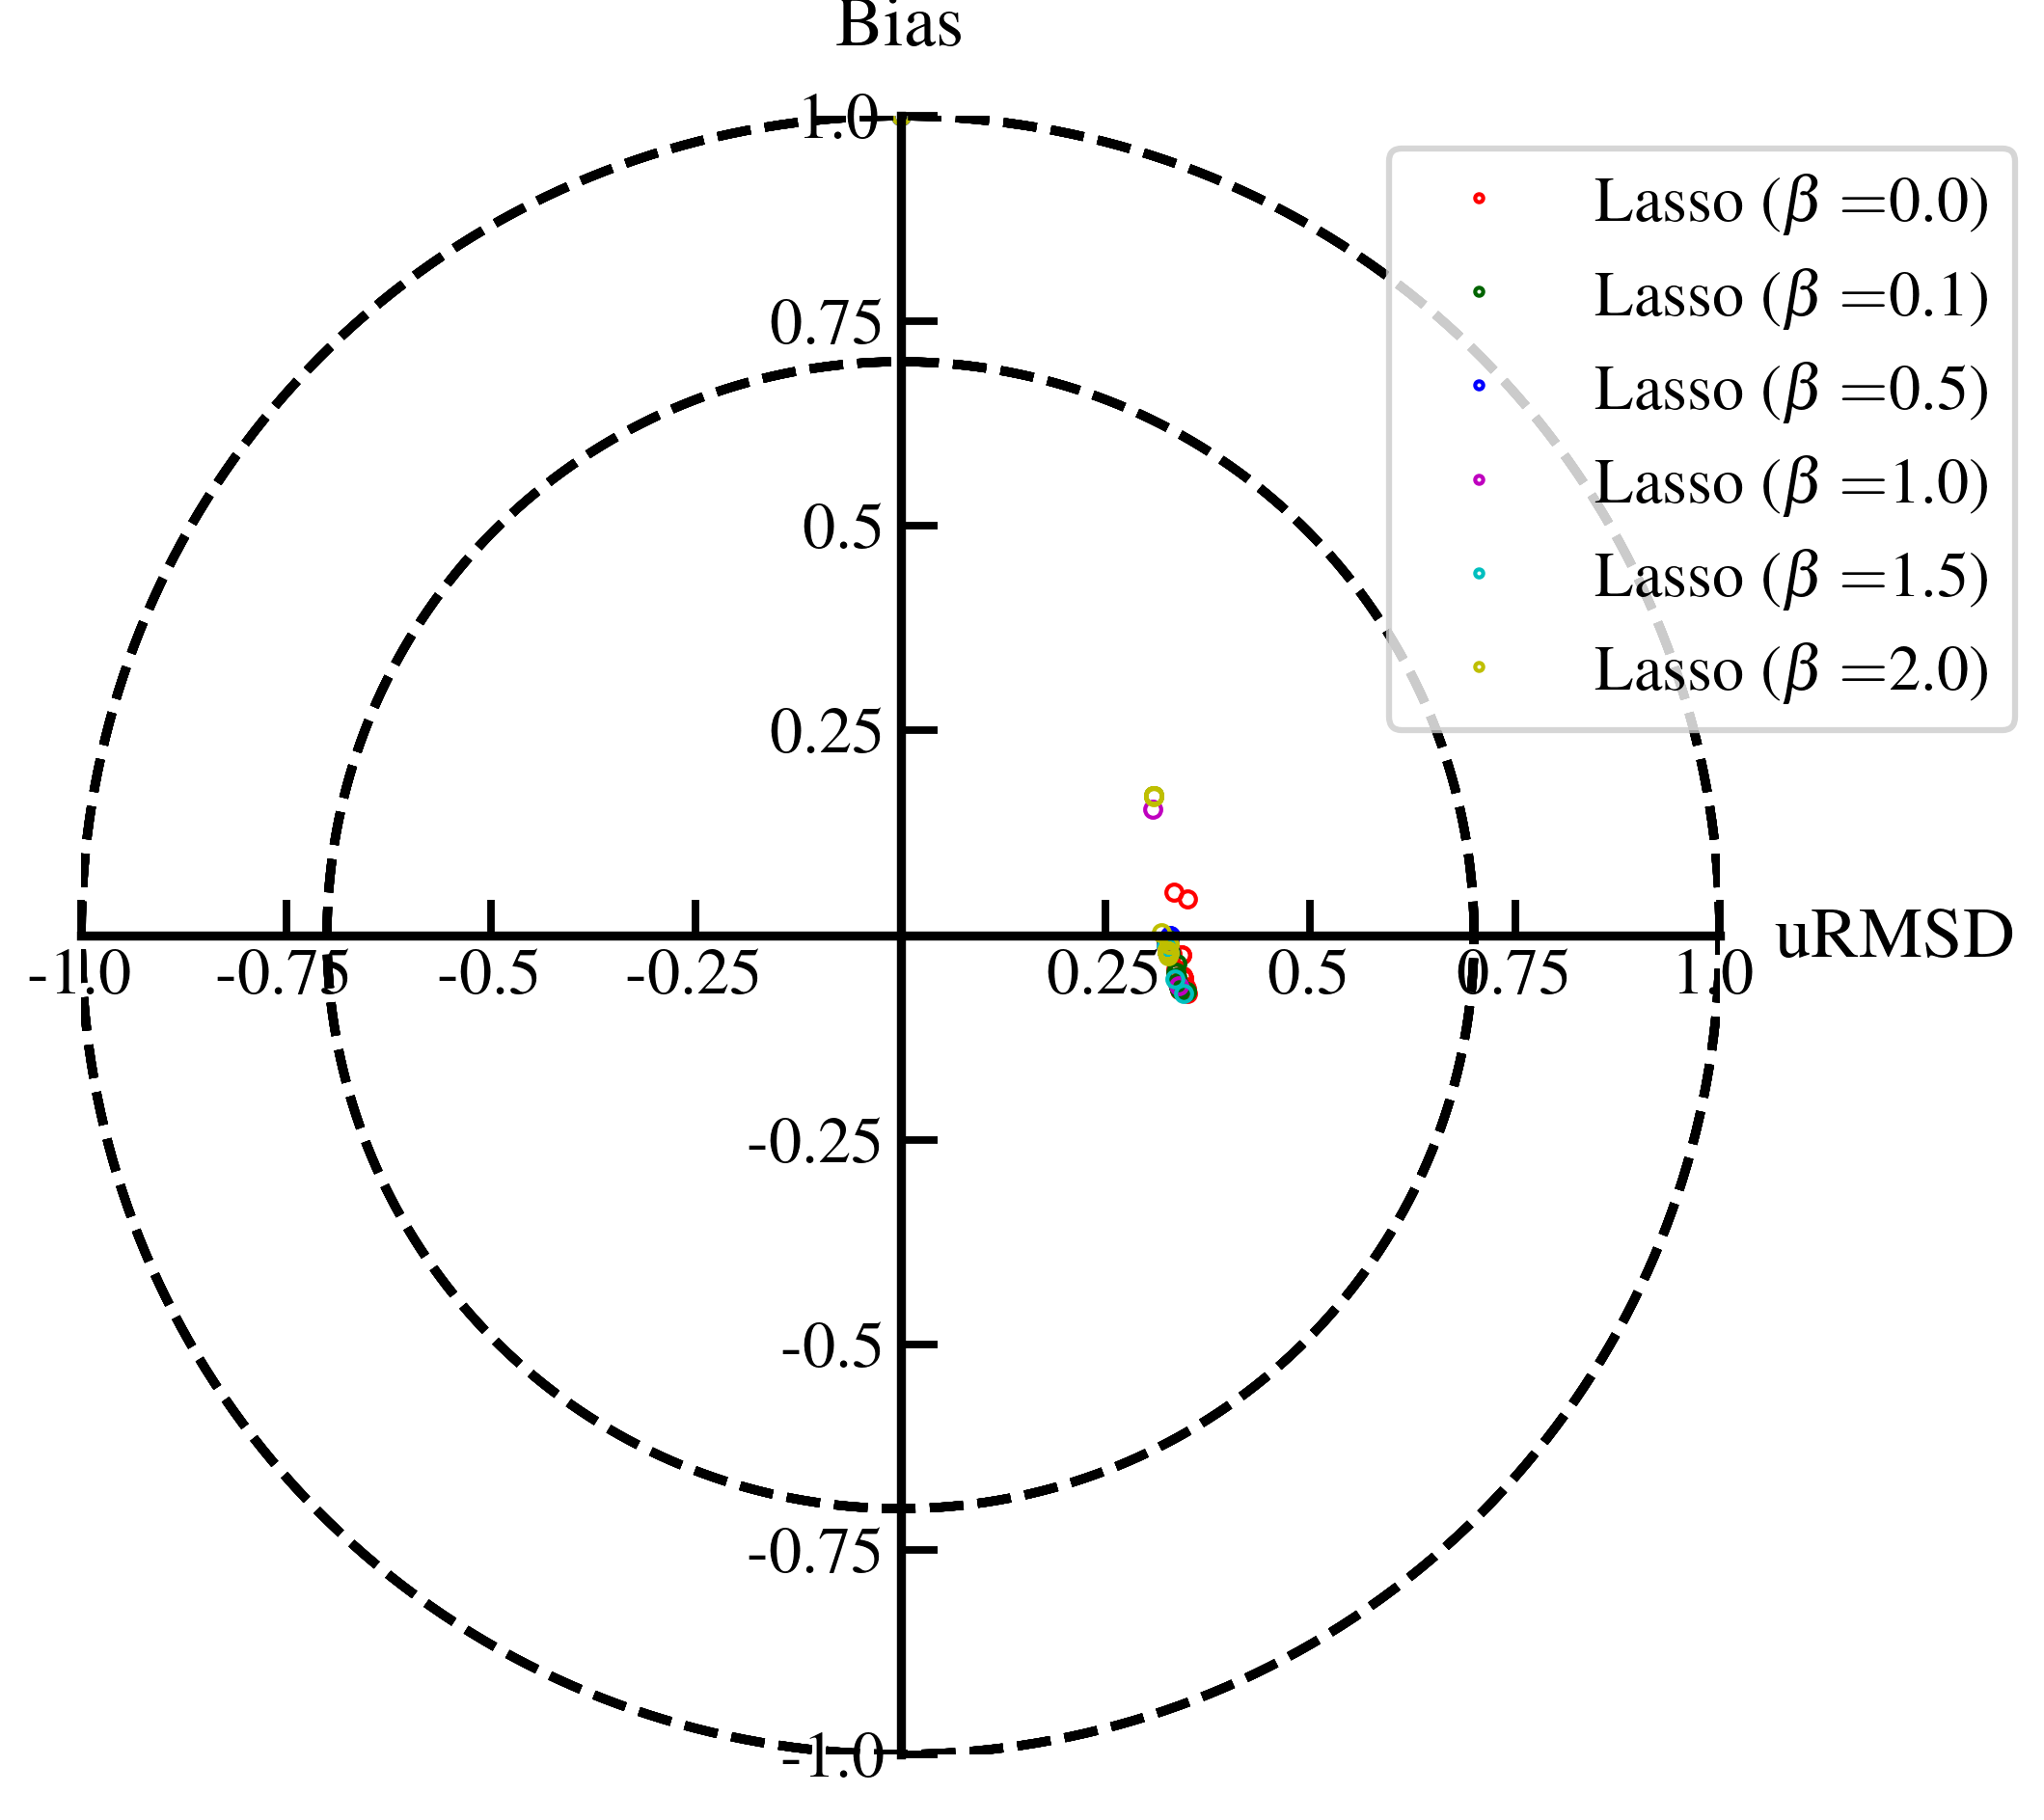 Bias
1.0
0.75
0.5
0.25
-0.25
-0.5
-0.75
-1.0
-1.0 -0.75 -0.5 -0.25 0.25 0.5 0.75 1.0
uRMSD
Lasso (β =0.0)
Lasso (β =0.1)
Lasso (β =0.5)
Lasso (β =1.0)
Lasso (β =1.5)
Lasso (β =2.0)